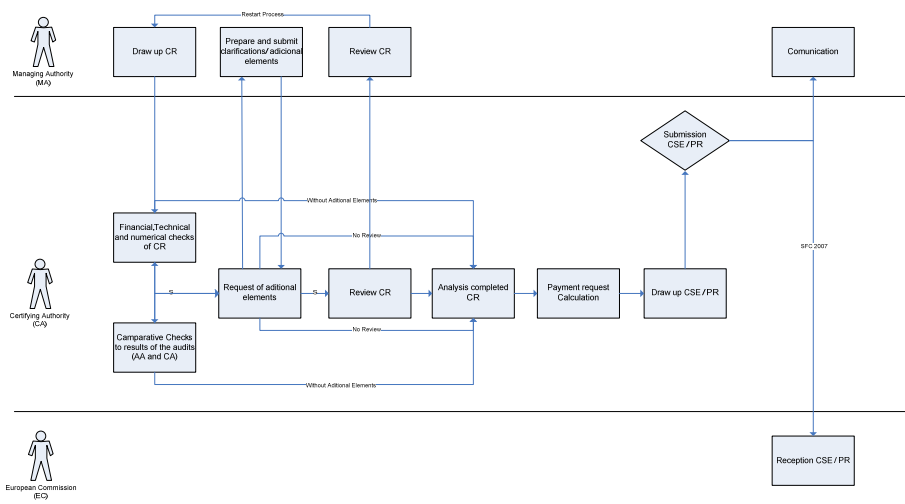 Restart Process
Draw up CR
Prepare and submit
clarifications/adicional
elements
Review CR
Comunication
Managing Authority
(MA)
Submission
CSE / PR
Without Aditional Elements
Financial,Technical
and numerical checks
of CR
No Review
SFC 2007
Certifying Authority
(CA)
S
Request of aditional
elements
S
Review CR
Analysis completed
CR
Payment request
Calculation
Draw up CSE / PR
No Review
Camparative Checks
to results of the audits
(AA and CA)
Without Aditional Elements
European Commission
(EC)
Reception CSE / PR